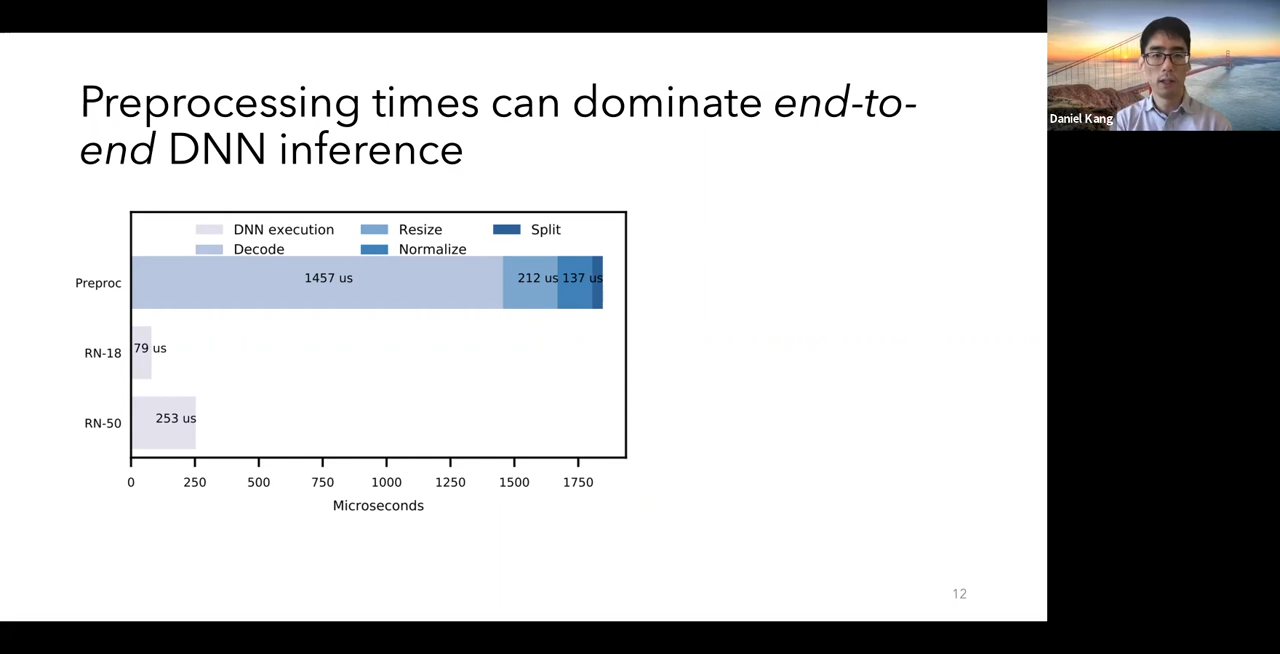 Preprocessing times can dominate end-to-
end DNN inference
DNN execution
Resize
Split
Decode
Normalize
Preproc
1457 us
212 us
137 us
RN-18
79 us
RN-50
253 us
0
250
500
750
1000
1250
1500
1750
Microseconds
12
Daniel Kang